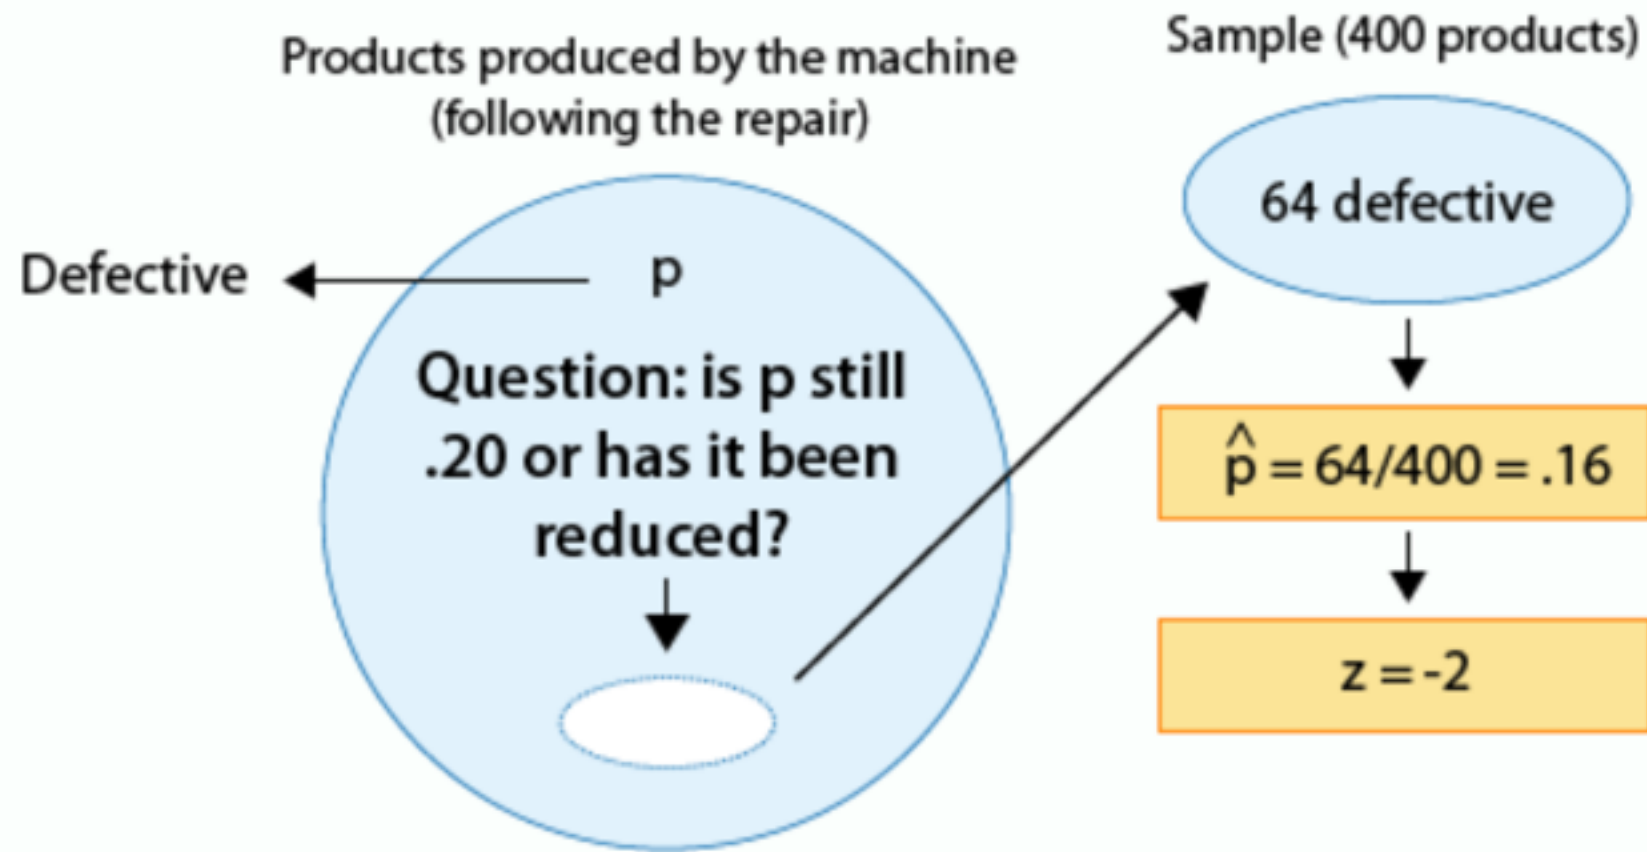 Products produced by the machine
(following the repair)
Defective
p
Question: is p still
.20 or has it been
reduced?
Sample (400 products)
64 defective
p̂ = 64/400 = .16
z = -2